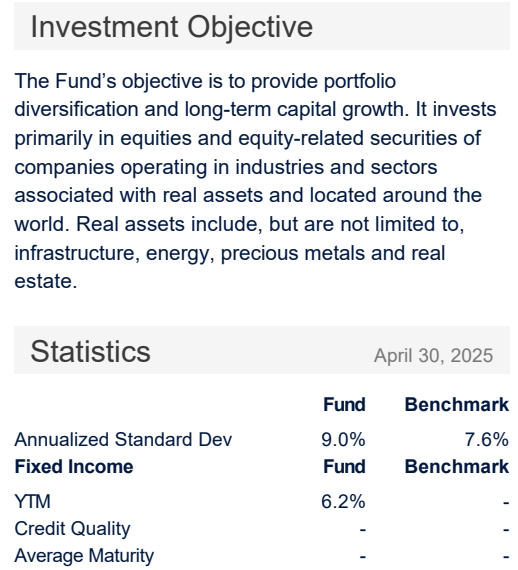 Investment Objective
The Fund’s objective is to provide portfolio
diversification and long-term capital growth. It invests
primarily in equities and equity-related securities of
companies operating in industries and sectors
associated with real assets and located around the
world. Real assets include, but are not limited to,
infrastructure, energy, precious metals and real
estate.
Statistics April 30, 2025
Fund Benchmark
Annualized Standard Dev 9.0% 7.6%
Fixed Income Fund Benchmark
YTM 6.2% -
Credit Quality - -
Average Maturity - -